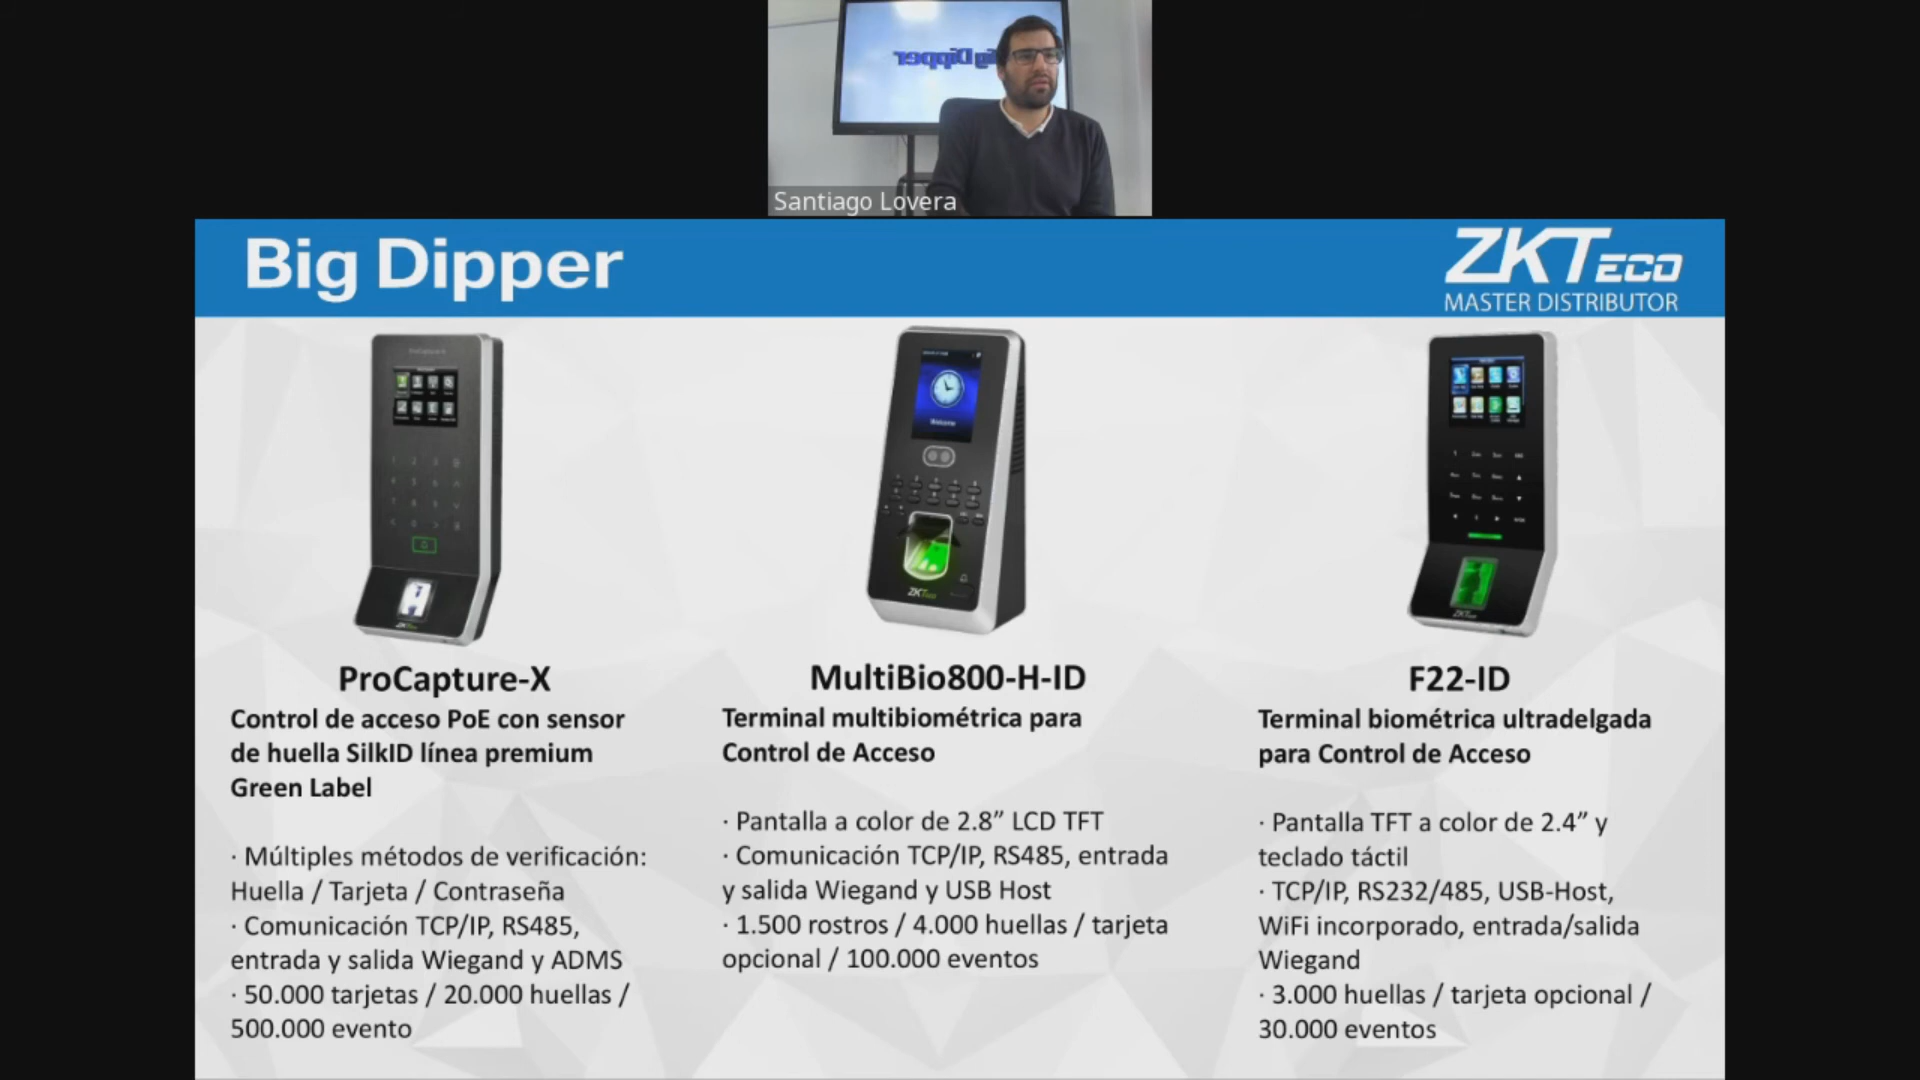 Big Dipper
Santiago Lovera
Big Dipper
ZKTECO
MASTER DISTRIBUTOR
ProCapture-X
Control de acceso PoE con sensor
de huella SilkID línea premium
Green Label
· Múltiples métodos de verificación:
Huella / Tarjeta / Contraseña
· Comunicación TCP/IP, RS485,
entrada y salida Wiegand y ADMS
· 50.000 tarjetas / 20.000 huellas /
500.000 evento
Welcome
ZKTeco
MultiBio800-H-ID
Terminal multibiométrica para
Control de Acceso
· Pantalla a color de 2.8” LCD TFT
· Comunicación TCP/IP, RS485, entrada
y salida Wiegand y USB Host
· 1.500 rostros / 4.000 huellas / tarjeta
opcional / 100.000 eventos
ZKTeco
F22-ID
Terminal biométrica ultradelgada
para Control de Acceso
· Pantalla TFT a color de 2.4” y
teclado táctil
· TCP/IP, RS232/485, USB-Host,
WiFi incorporado, entrada/salida
Wiegand
· 3.000 huellas / tarjeta opcional /
30.000 eventos